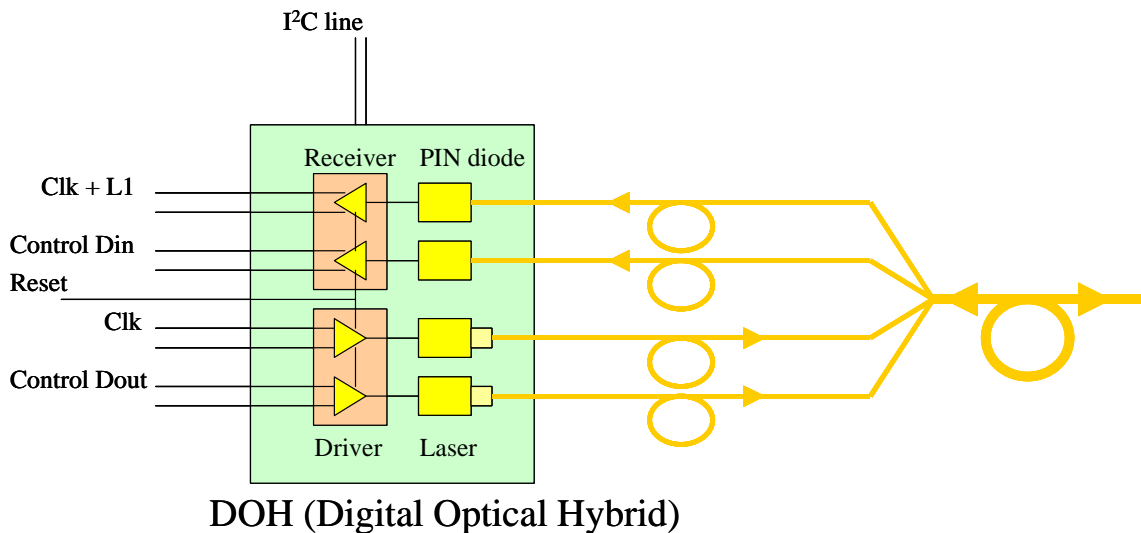 I²C line
Receiver PIN diode
Clk + L1
Control Din
Reset
Clk
Control Dout
Driver Laser
DOH (Digital Optical Hybrid)